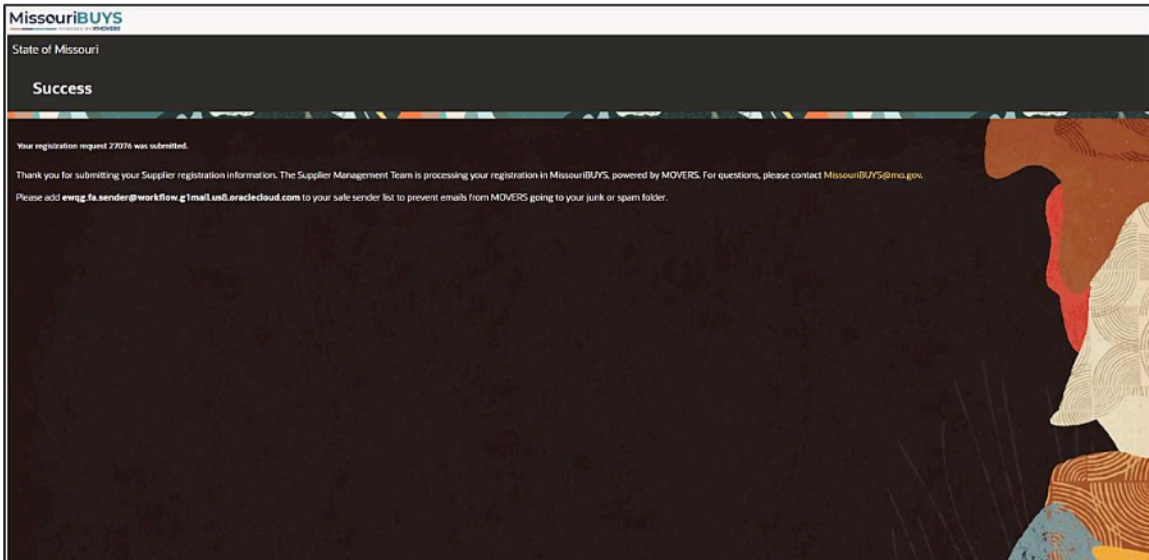 MissouriBUYS
POWERED BY MOVERS
State of Missouri
Success
Your registration request 27076 was submitted.
Thank you for submitting your Supplier registration information. The Supplier Management Team is processing your registration in MissouriBUYS, powered by MOVERS. For questions, please contact MissouriBUYS@mo.gov.
Please add ewqg.fa.sender@workflow.g1mail.us8.oraclecloud.com to your safe sender list to prevent emails from MOVERS going to your junk or spam folder.